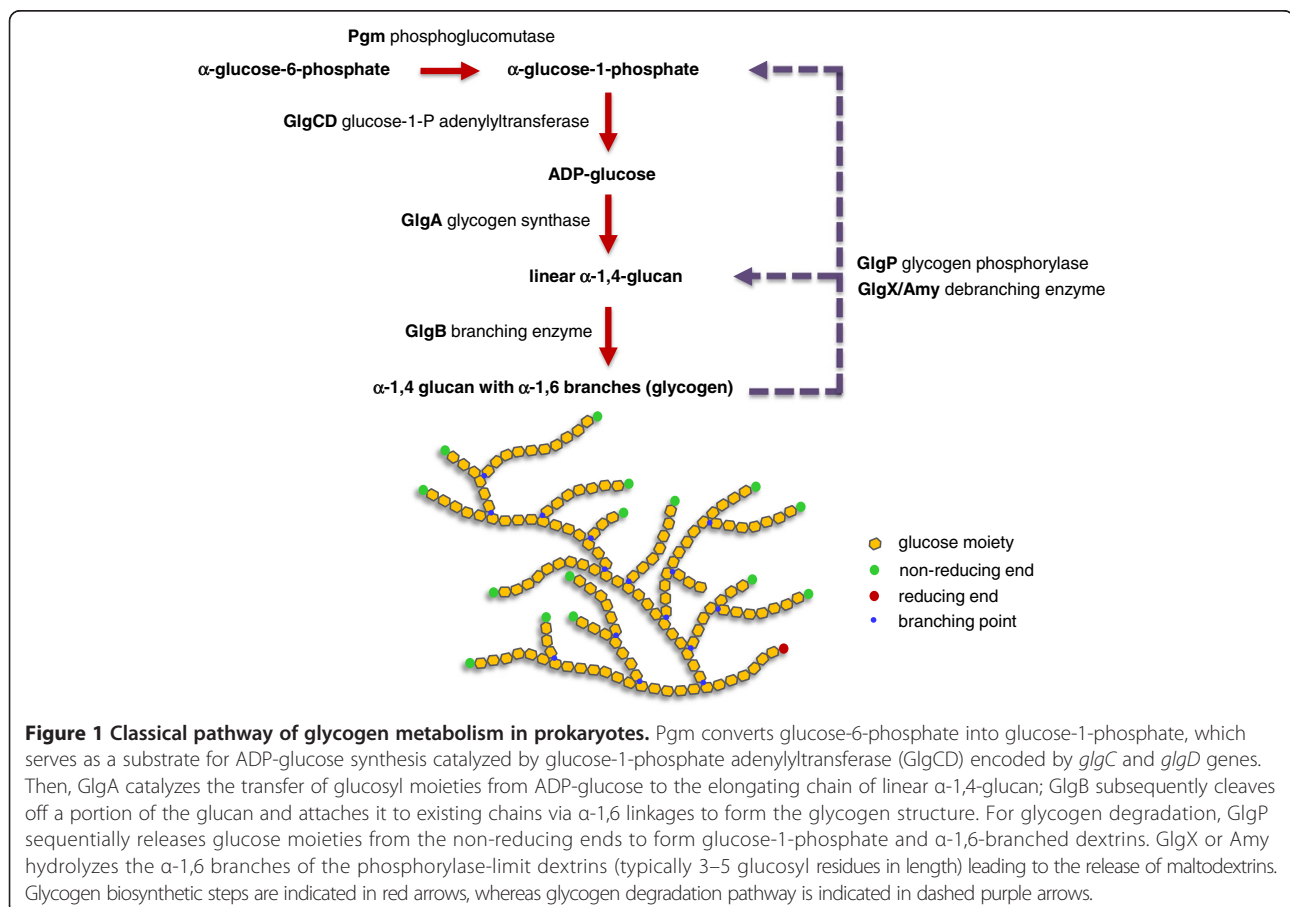 Pgm phosphoglucomutase
α-glucose-6-phosphate
α-glucose-1-phosphate
GlgCD glucose-1-P adenylyltransferase
ADP-glucose
GlgA glycogen synthase
linear α-1,4-glucan
GlgP glycogen phosphorylase
GlgX/Amy debranching enzyme
GlgB branching enzyme
α-1,4 glucan with α-1,6 branches (glycogen)
glucose moiety
non-reducing end
reducing end
branching point
Figure 1 Classical pathway of glycogen metabolism in prokaryotes. Pgm converts glucose-6-phosphate into glucose-1-phosphate, which
serves as a substrate for ADP-glucose synthesis catalyzed by glucose-1-phosphate adenylyltransferase (GlgCD) encoded by glgC and glgD genes.
Then, GlgA catalyzes the transfer of glucosyl moieties from ADP-glucose to the elongating chain of linear α-1,4-glucan; GlgB subsequently cleaves
off a portion of the glucan and attaches it to existing chains via α-1,6 linkages to form the glycogen structure. For glycogen degradation, GlgP
sequentially releases glucose moieties from the non-reducing ends to form glucose-1-phosphate and α-1,6-branched dextrins. GlgX or Amy
hydrolyzes the α-1,6 branches of the phosphorylase-limit dextrins (typically 3–5 glucosyl residues in length) leading to the release of maltodextrins.
Glycogen biosynthetic steps are indicated in red arrows, whereas glycogen degradation pathway is indicated in dashed purple arrows.